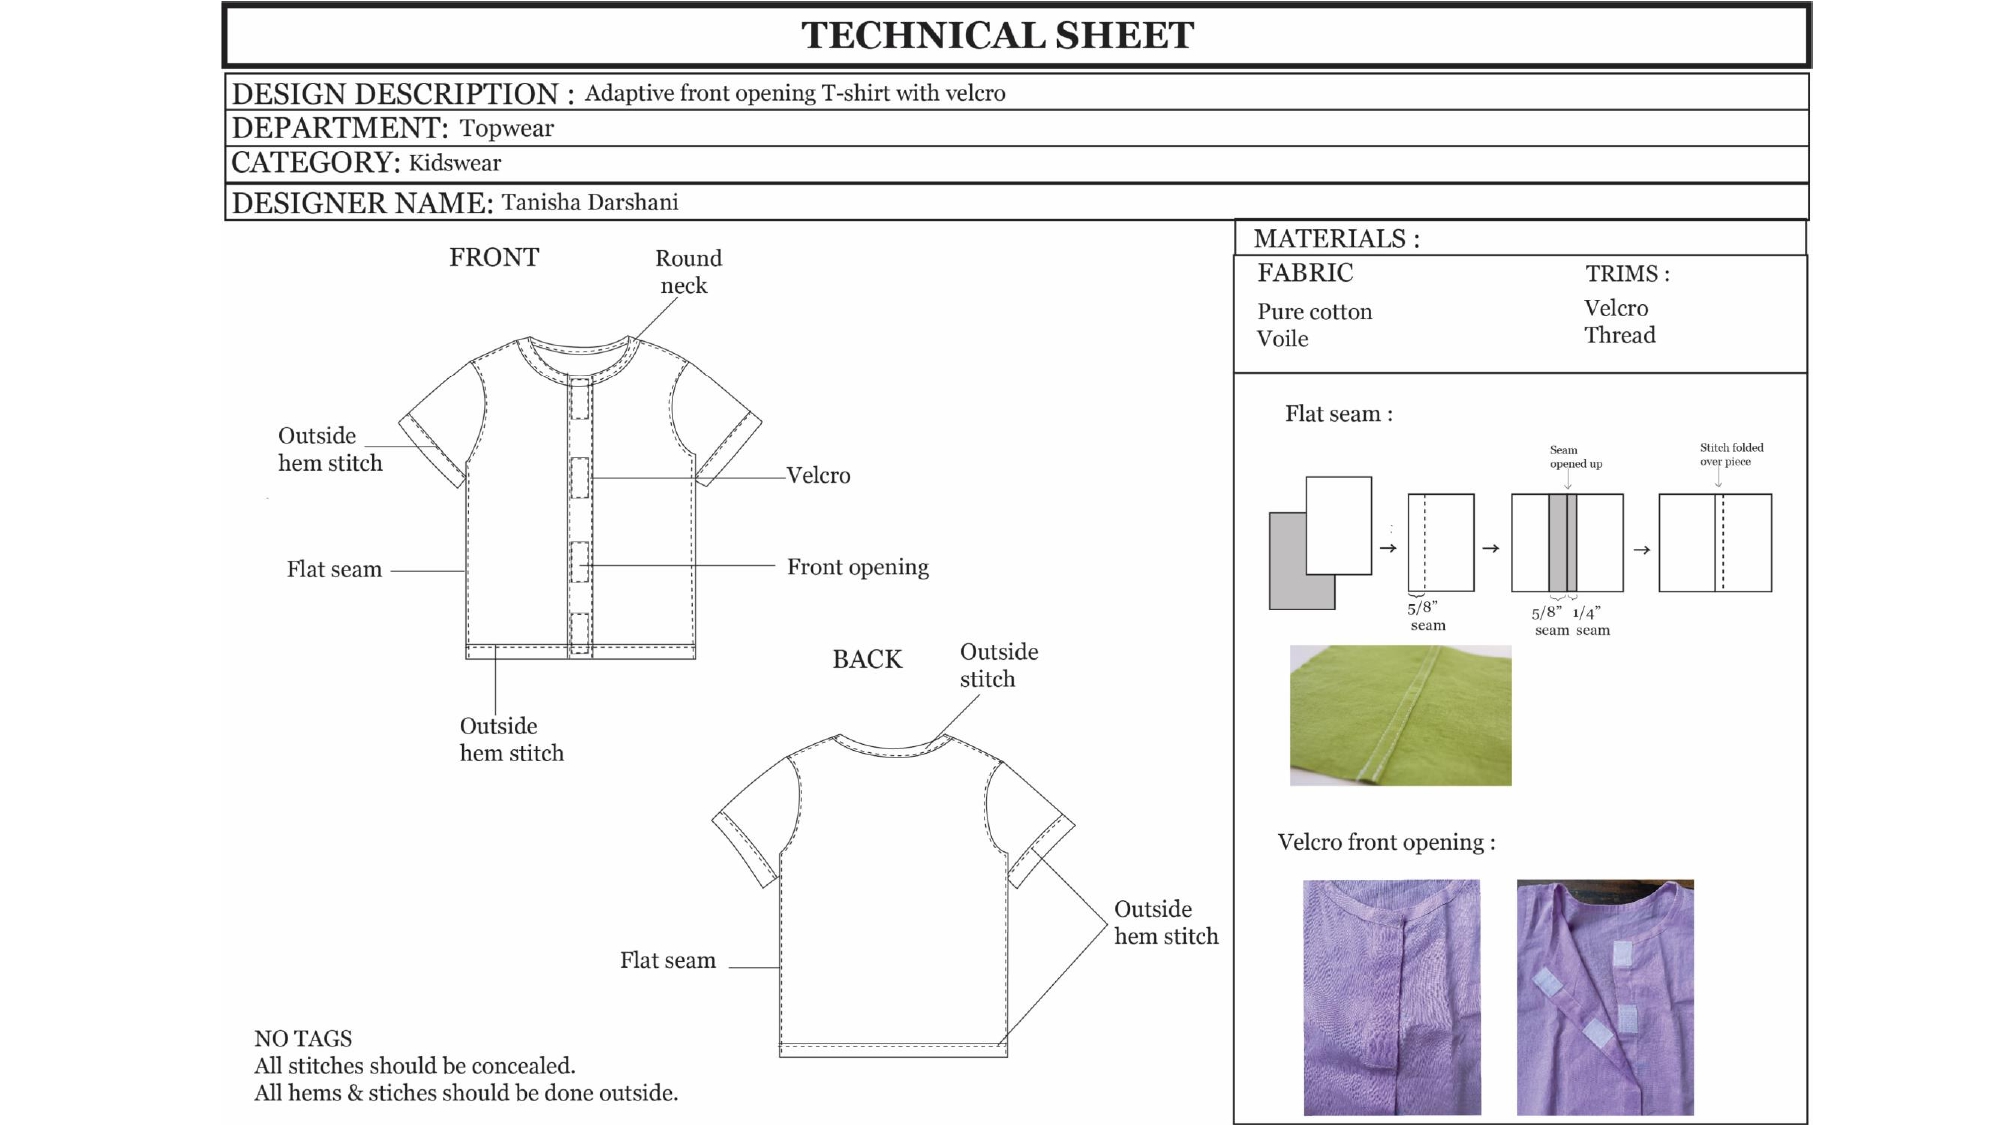 TECHNICAL SHEET
DESIGN DESCRIPTION : Adaptive front opening T-shirt with velcro
DEPARTMENT: Topwear
CATEGORY: Kidswear
DESIGNER NAME: Tanisha Darshani
FRONT
Round
neck
Outside
hem stitch
Velcro
Flat seam
Front opening
Outside
hem stitch
BACK
Outside
stitch
Flat seam
Outside
hem stitch
NO TAGS
All stitches should be concealed.
All hems & stiches should be done outside.
MATERIALS :
FABRIC
Pure cotton
Voile
TRIMS :
Velcro
Thread
Flat seam :
Seam
opened up
Stitch folded
over piece
5/8”
seam
5/8” 1/4”
seam seam
Velcro front opening :